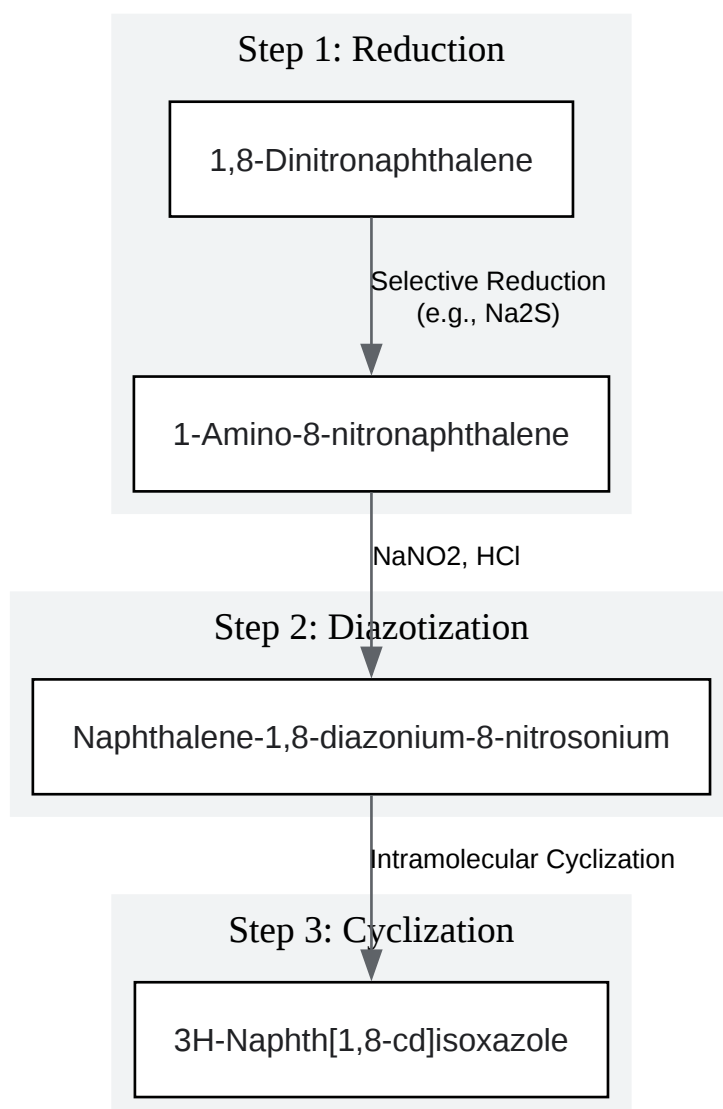 Step 1: Reduction
1,8-Dinitronaphthalene
Selective Reduction
(e.g., Na2S)
1-Amino-8-nitronaphthalene
NaNO2, HCl
Step 2: Diazotization
Naphthalene-1,8-diazonium-8-nitrosonium
Intramolecular Cyclization
Step 3: Cyclization
3H-Naphth[1,8-cd]isoxazole